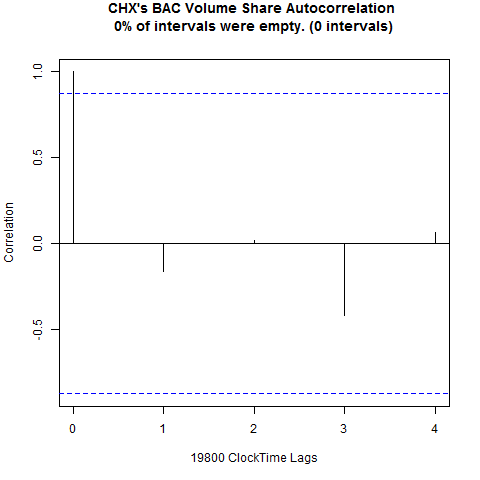 CHX's BAC Volume Share Autocorrelation
0% of intervals were empty. (0 intervals)
1.0
0.5
0.0
-0.5
Correlation
0 1 2 3 4
19800 ClockTime Lags